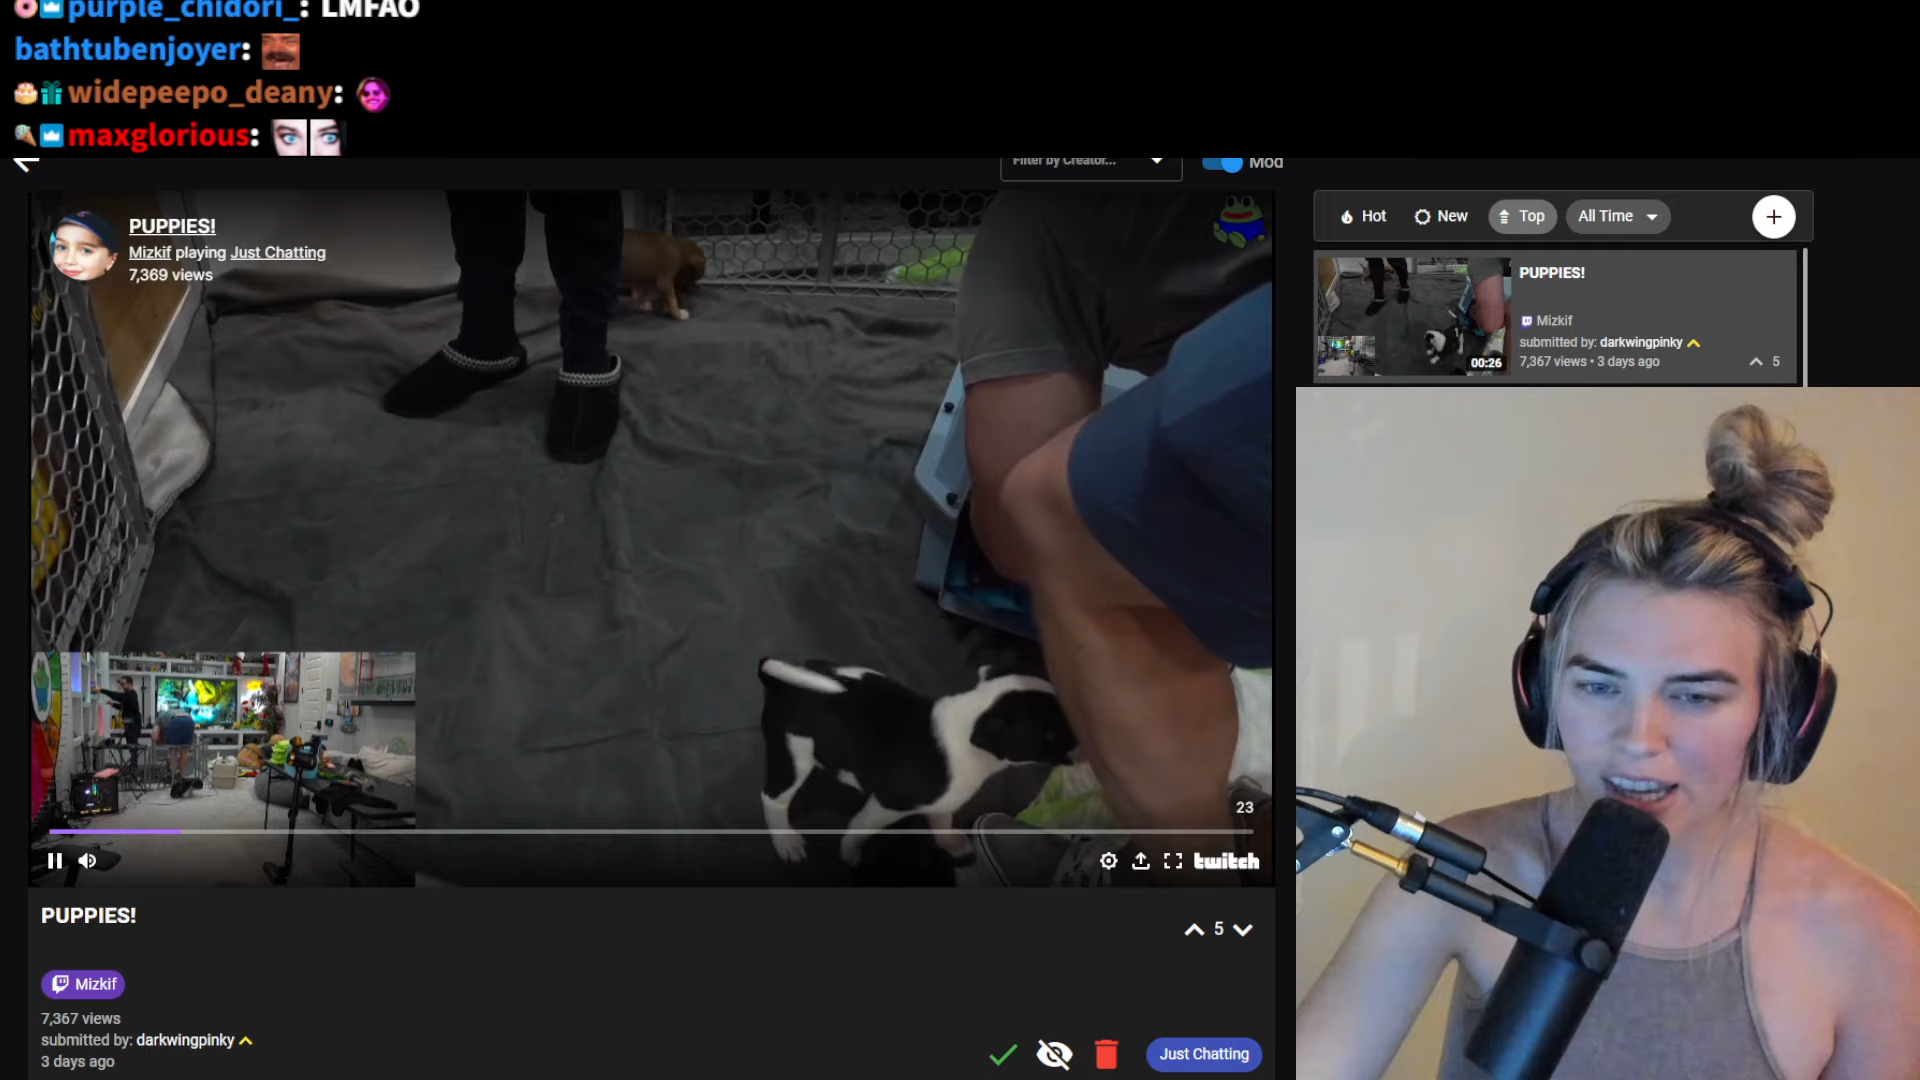 purple_chidori_: LMFAO
bathtubenjoyer:
widepeepo_deany:
maxglorious:
Filter by Creator...
Mod
PUPPIES!
Mizkif playing Just Chatting
7,369 views
Hot
New
Top
All Time
PUPPIES!
Mizkif
submitted by: darkwingpinky
7,367 views • 3 days ago
5
00:26
23
twitch
PUPPIES!
5
Mizkif
7,367 views
submitted by: darkwingpinky
3 days ago
Just Chatting